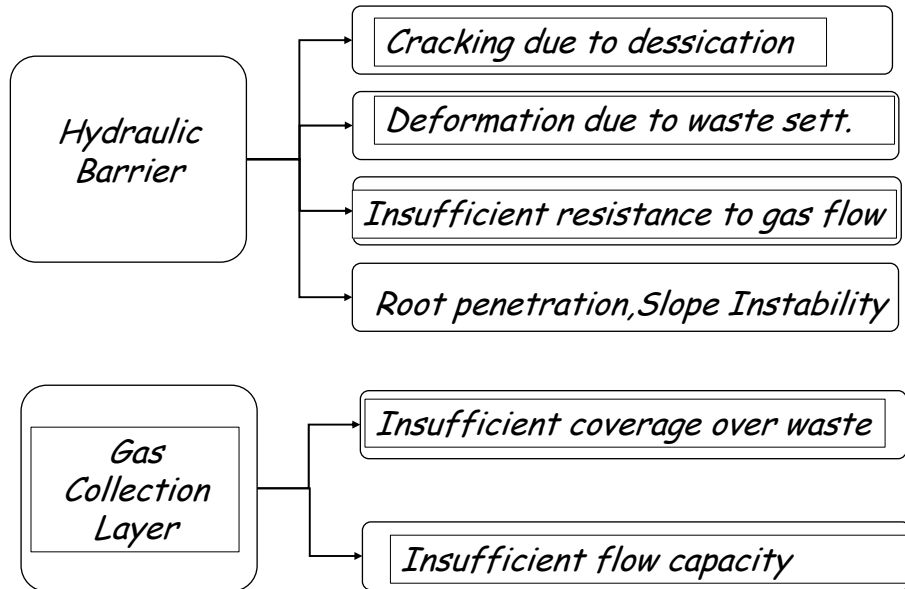 Cracking due to dessication
Hydraulic
Barrier
Deformation due to waste sett.
Insufficient resistance to gas flow
Root penetration,Slope Instability
Gas
Collection
Layer
Insufficient coverage over waste
Insufficient flow capacity